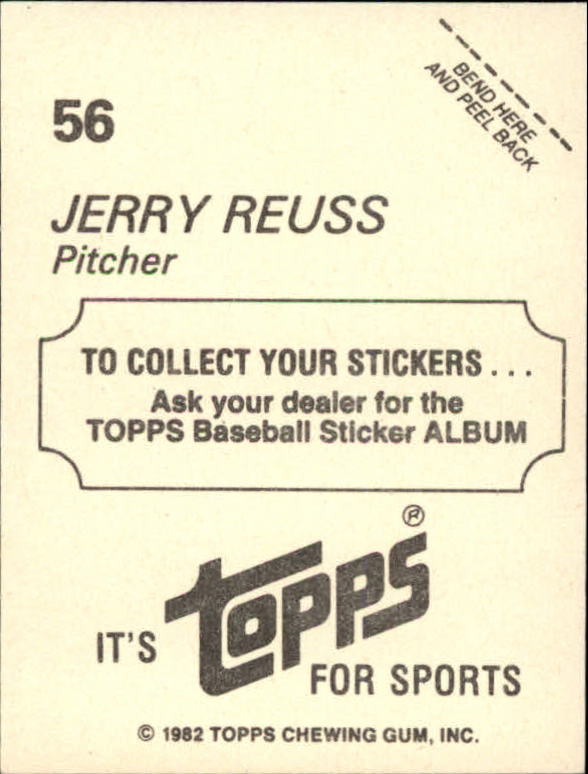 BEND HERE
AND PEEL BACK
56
JERRY REUSS
Pitcher
TO COLLECT YOUR STICKERS...
Ask your dealer for the
TOPPS Baseball Sticker ALBUM
IT'S topps®
FOR SPORTS
© 1982 TOPPS CHEWING GUM, INC.